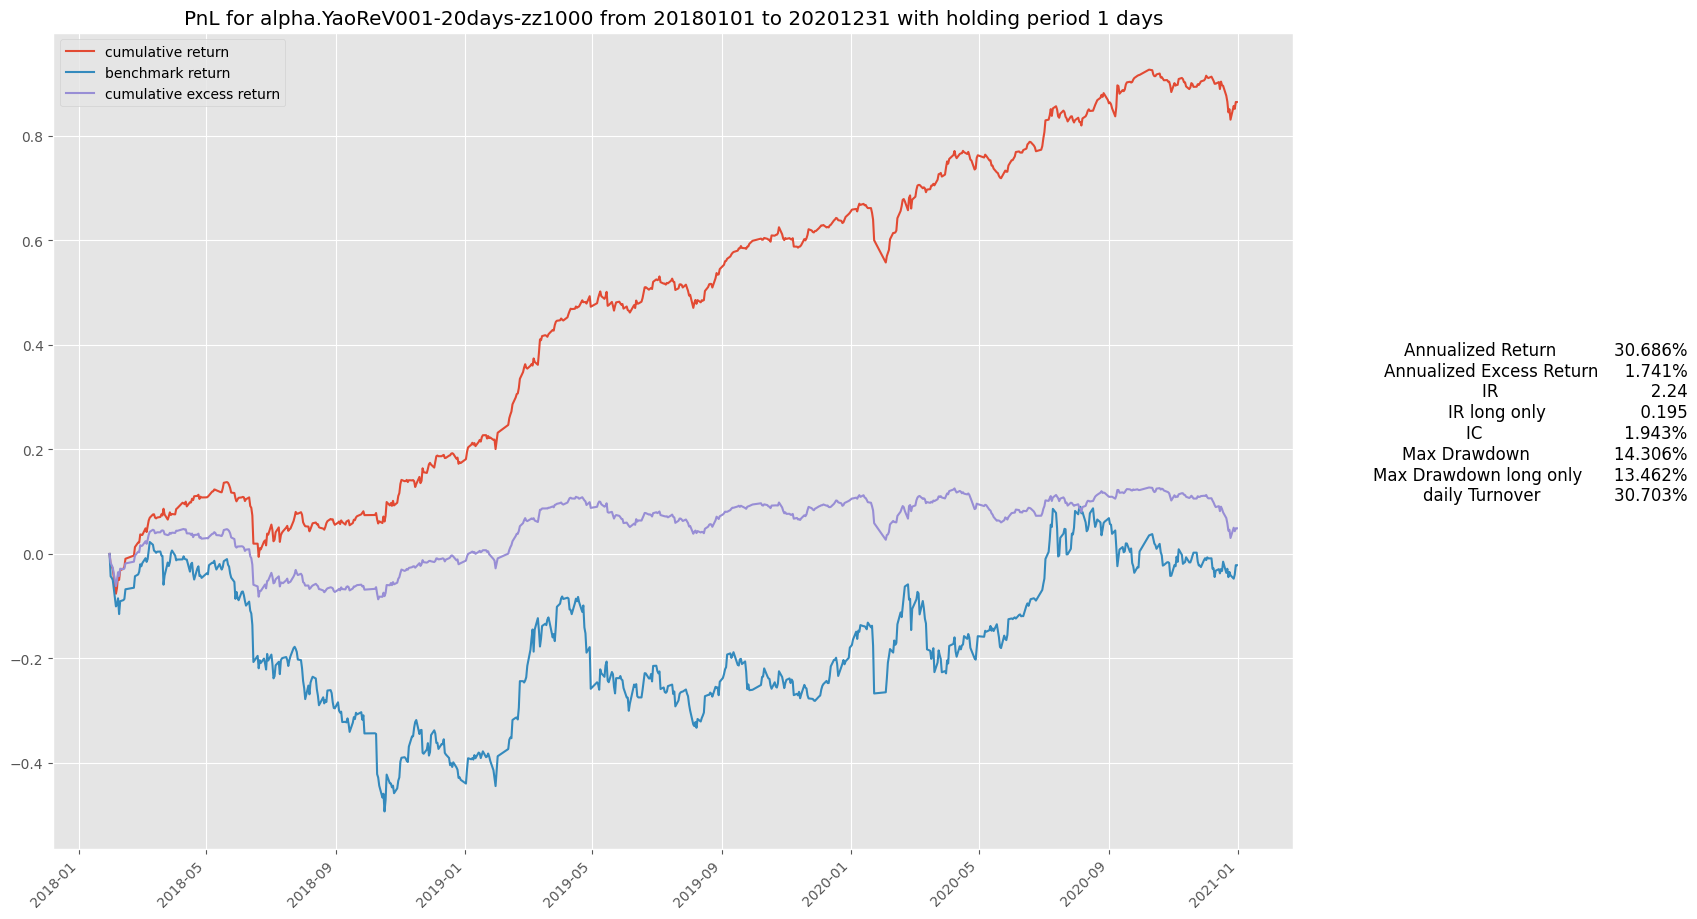 PnL for alpha.YaoReV001-20days-zz1000 from 20180101 to 20201231 with holding period 1 days
cumulative return
benchmark return
cumulative excess return
0.8
0.6
0.4
0.2
0.0
−0.2
−0.4
2018-01
2018-05
2018-09
2019-01
2019-05
2019-09
2020-01
2020-05
2020-09
2021-01
Annualized Return 30.686%
Annualized Excess Return 1.741%
IR 2.24
IR long only 0.195
IC 1.943%
Max Drawdown 14.306%
Max Drawdown long only 13.462%
daily Turnover 30.703%